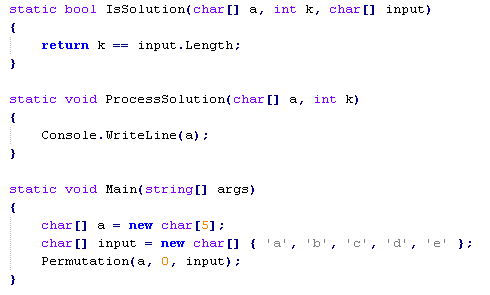 static bool IsSolution(char[] a, int k, char[] input)
{
    return k == input.Length;
}

static void ProcessSolution(char[] a, int k)
{
    Console.WriteLine(a);
}

static void Main(string[] args)
{
    char[] a = new char[5];
    char[] input = new char[] { 'a', 'b', 'c', 'd', 'e' };
    Permutation(a, 0, input);
}